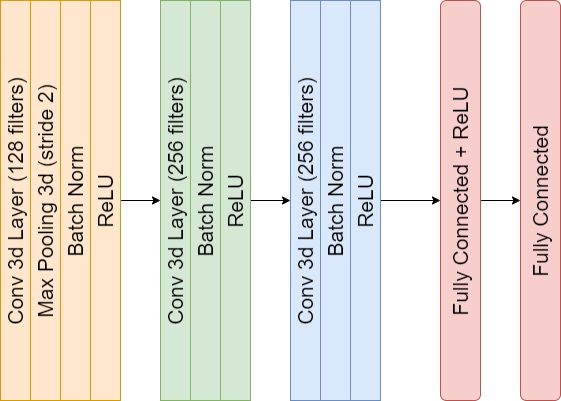 Conv 3d Layer (128 filters)
Max Pooling 3d (stride 2)
Batch Norm
ReLU
Conv 3d Layer (256 filters)
Batch Norm
ReLU
Conv 3d Layer (256 filters)
Batch Norm
ReLU
Fully Connected + ReLU
Fully Connected